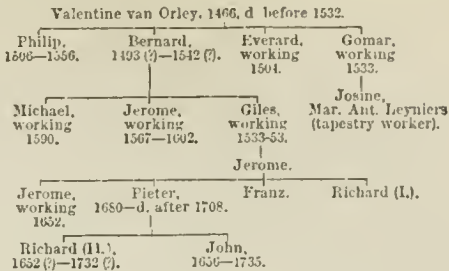 Valentine van Orley, 1466, d before 1532.
Philip, Bernard, Everard, Gomar,
1506—1556. 1493 (?)—1542 (?). working working
1504. 1533.
Michael, Jerome, Giles, Josine,
working working working Mar. Ant. Leyniers
1590. 1567—1602. 1533-53. (tapestry worker).
Jerome.
Jerome, Pieter, Franz. Richard (I.).
working 1680—d. after 1708.
1652.
Richard (II.), John,
1652 (?)—1732 (?). 1656—1735.